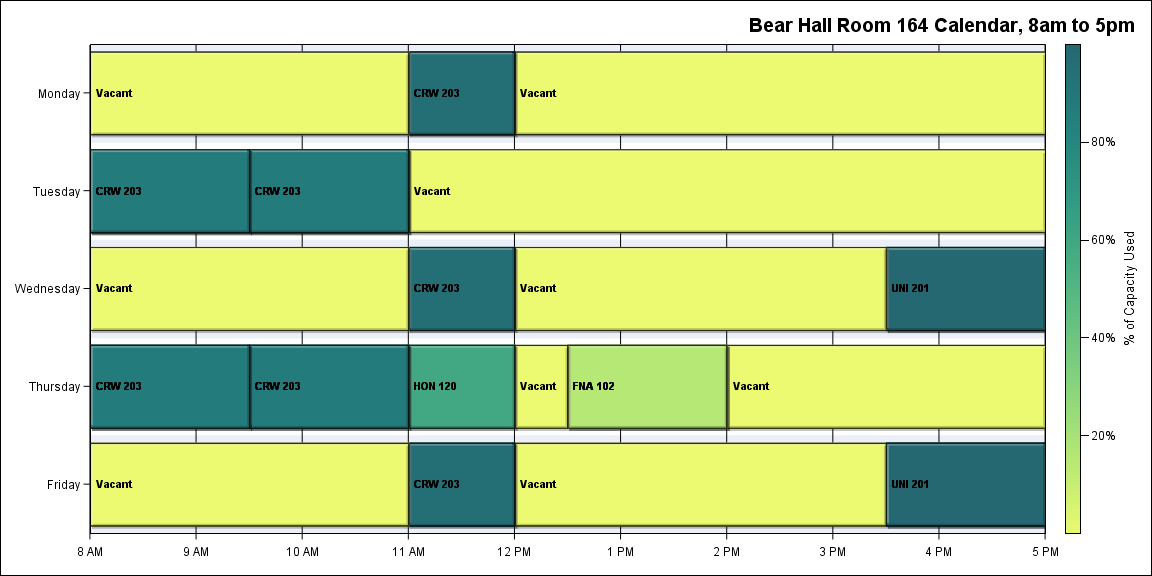 Bear Hall Room 164 Calendar, 8am to 5pm
Monday
Vacant
CRW 203
Vacant
Tuesday
CRW 203
CRW 203
Vacant
Wednesday
Vacant
CRW 203
Vacant
UNI 201
Thursday
CRW 203
CRW 203
HON 120
Vacant
FNA 102
Vacant
Friday
Vacant
CRW 203
Vacant
UNI 201
8 AM
9 AM
10 AM
11 AM
12 PM
1 PM
2 PM
3 PM
4 PM
5 PM
80%
60%
40%
20%
% of Capacity Used